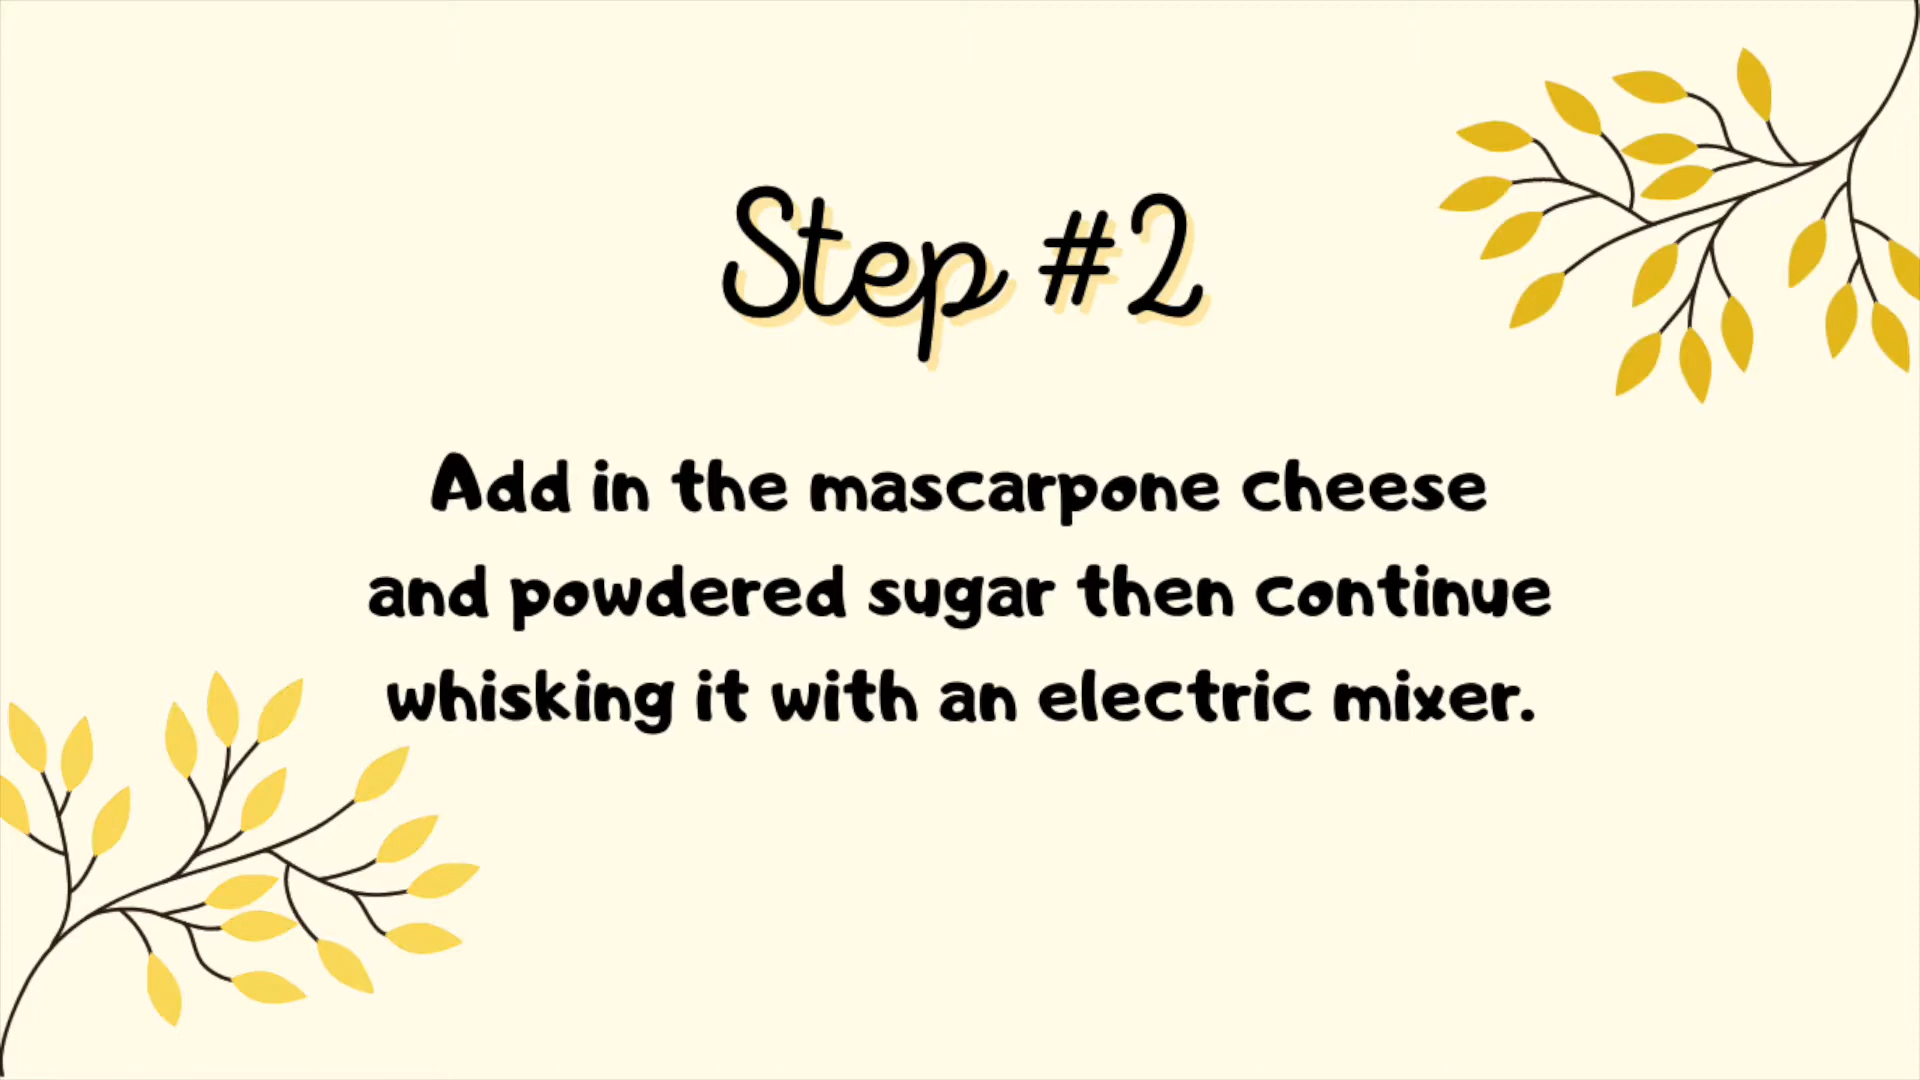 Step #2
Add in the mascarpone cheese
and powdered sugar then continue
whisking it with an electric mixer.